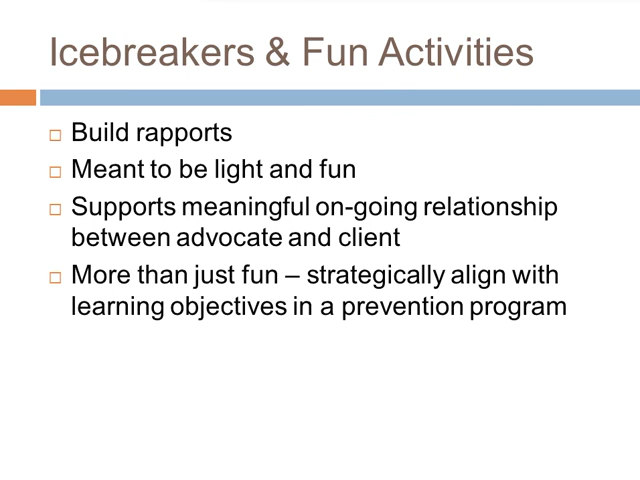 Icebreakers & Fun Activities
Build rapports
Meant to be light and fun
Supports meaningful on-going relationship
between advocate and client
More than just fun – strategically align with
learning objectives in a prevention program